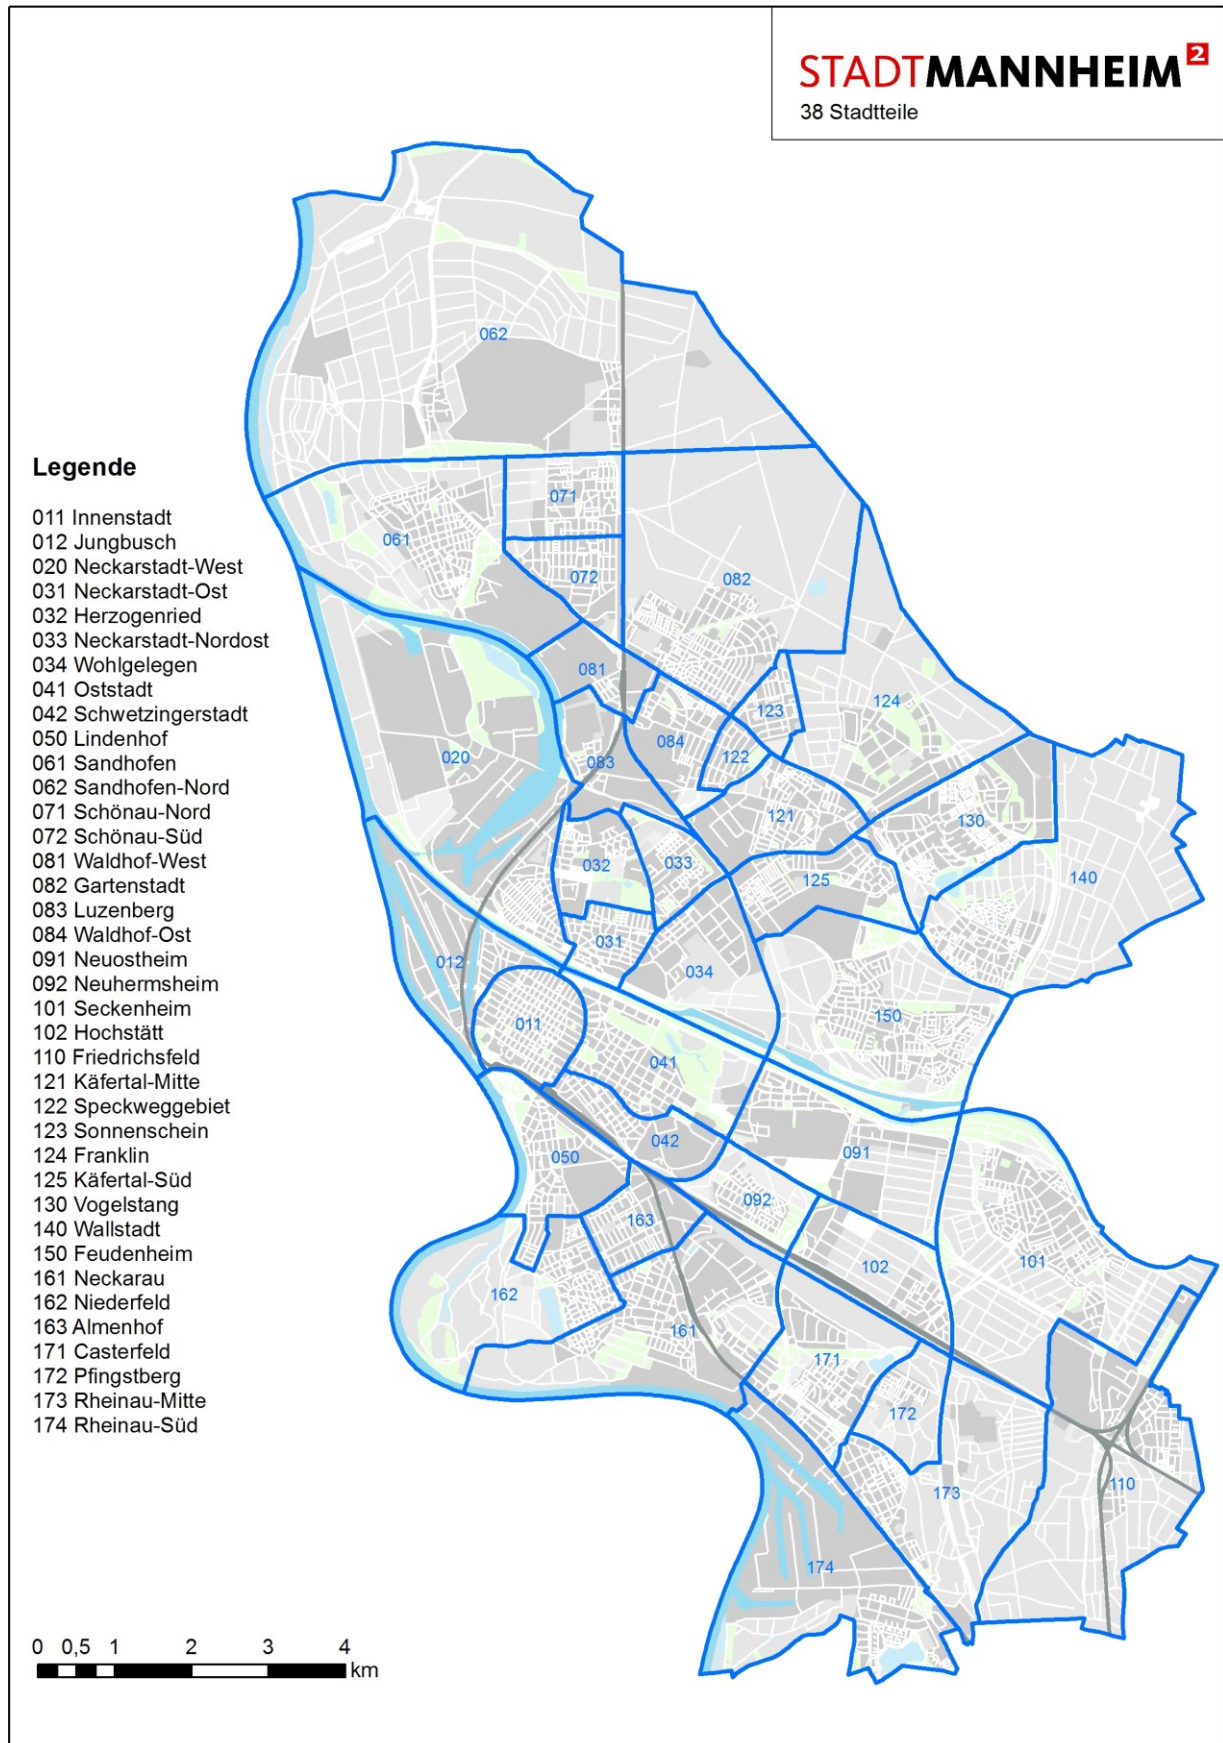 STADTMANNHEIM²
38 Stadtteile
Legende
011 Innenstadt
012 Jungbusch
020 Neckarstadt-West
031 Neckarstadt-Ost
032 Herzogenried
033 Neckarstadt-Nordost
034 Wohlgelegen
041 Oststadt
042 Schwetzingerstadt
050 Lindenhof
061 Sandhofen
062 Sandhofen-Nord
071 Schönau-Nord
072 Schönau-Süd
081 Waldhof-West
082 Gartenstadt
083 Luzenberg
084 Waldhof-Ost
091 Neuostheim
092 Neuhermsheim
101 Seckenheim
102 Hochstätt
110 Friedrichsfeld
121 Käfertal-Mitte
122 Speckweggebiet
123 Sonnenschein
124 Franklin
125 Käfertal-Süd
130 Vogelstang
140 Wallstadt
150 Feudenheim
161 Neckarau
162 Niederfeld
163 Almenhof
171 Casterfeld
172 Pfingstberg
173 Rheinau-Mitte
174 Rheinau-Süd
0 0,5 1 2 3 4
km
062
071
061
072
082
081
124
123
084
122
020
083
121
130
032
033
125
140
031
012
034
150
011
041
042
091
050
092
163
101
102
162
161
171
172
110
173
174